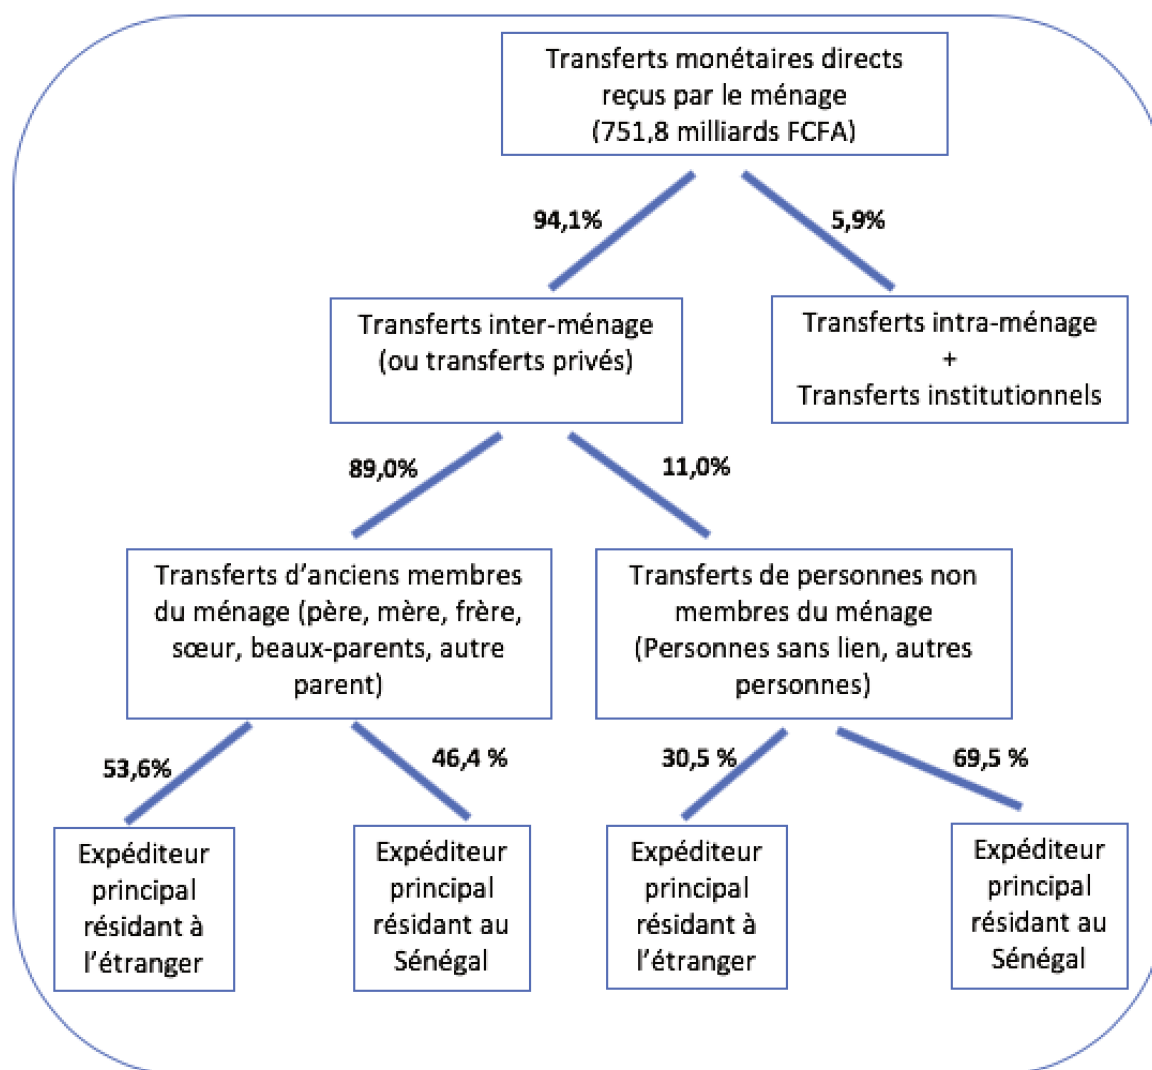 Transferts monétaires directs
reçus par le ménage
(751,8 milliards FCFA)
94,1%
5,9%
Transferts inter-ménage
(ou transferts privés)
Transferts intra-ménage
+
Transferts institutionnels
89,0%
11,0%
Transferts d’anciens membres
du ménage (père, mère, frère,
sœur, beaux-parents, autre
parent)
Transferts de personnes non
membres du ménage
(Personnes sans lien, autres
personnes)
53,6%
46,4 %
30,5 %
69,5 %
Expéditeur
principal
résidant à
l’étranger
Expéditeur
principal
résidant au
Sénégal
Expéditeur
principal
résidant à
l’étranger
Expéditeur
principal
résidant au
Sénégal